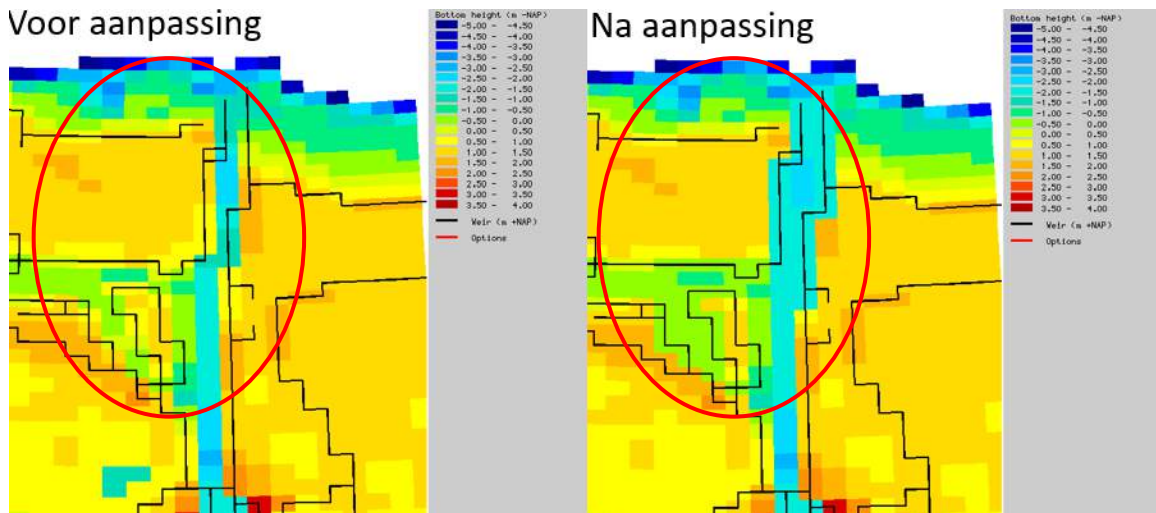 Voor aanpassing
Bottom height (m -NAP)
-5.00 - -4.50
-4.50 - -4.00
-4.00 - -3.50
-3.50 - -3.00
-3.00 - -2.50
-2.50 - -2.00
-2.00 - -1.50
-1.50 - -1.00
-1.00 - -0.50
-0.50 - 0.00
0.00 - 0.50
0.50 - 1.00
1.00 - 1.50
1.50 - 2.00
2.00 - 2.50
2.50 - 3.00
3.00 - 3.50
3.50 - 4.00
Weir (m +NAP)
Options
Na aanpassing
Bottom height (m -NAP)
-5.00 - -4.50
-4.50 - -4.00
-4.00 - -3.50
-3.50 - -3.00
-3.00 - -2.50
-2.50 - -2.00
-2.00 - -1.50
-1.50 - -1.00
-1.00 - -0.50
-0.50 - 0.00
0.00 - 0.50
0.50 - 1.00
1.00 - 1.50
1.50 - 2.00
2.00 - 2.50
2.50 - 3.00
3.00 - 3.50
3.50 - 4.00
Weir (m +NAP)
Options